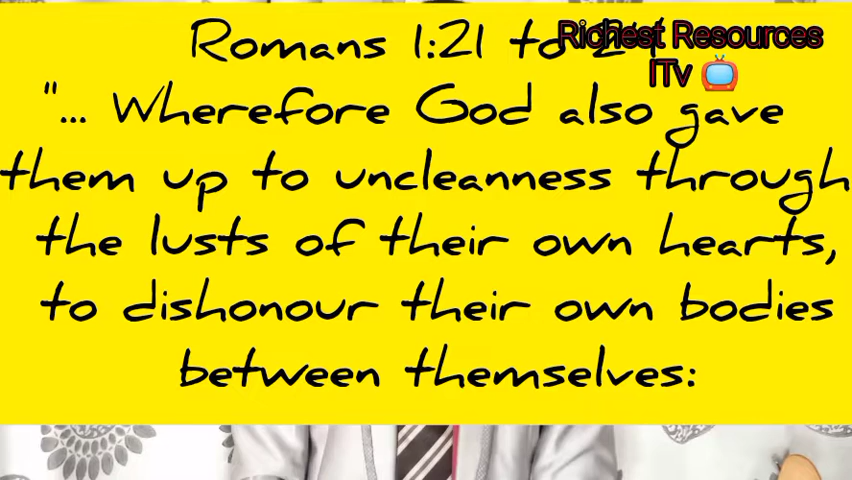 Romans 1:21 to 24
Richest Resources
ITv
"... Wherefore God also gave
them up to uncleanness through
the lusts of their own hearts,
to dishonour their own bodies
between themselves: